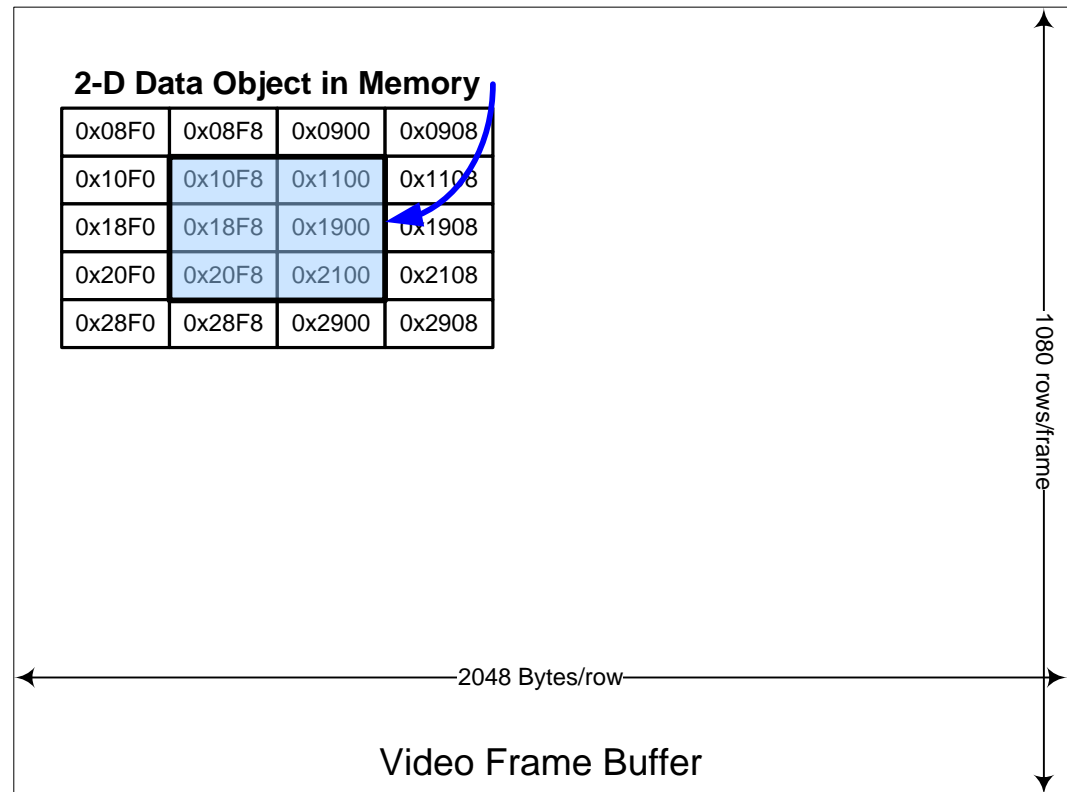 2-D Data Object in Memory
0x08F0 0x08F8 0x0900 0x0908
0x10F0 0x10F8 0x1100 0x1108
0x18F0 0x18F8 0x1900 0x1908
0x20F0 0x20F8 0x2100 0x2108
0x28F0 0x28F8 0x2900 0x2908
1080 rows/frame
2048 Bytes/row
Video Frame Buffer